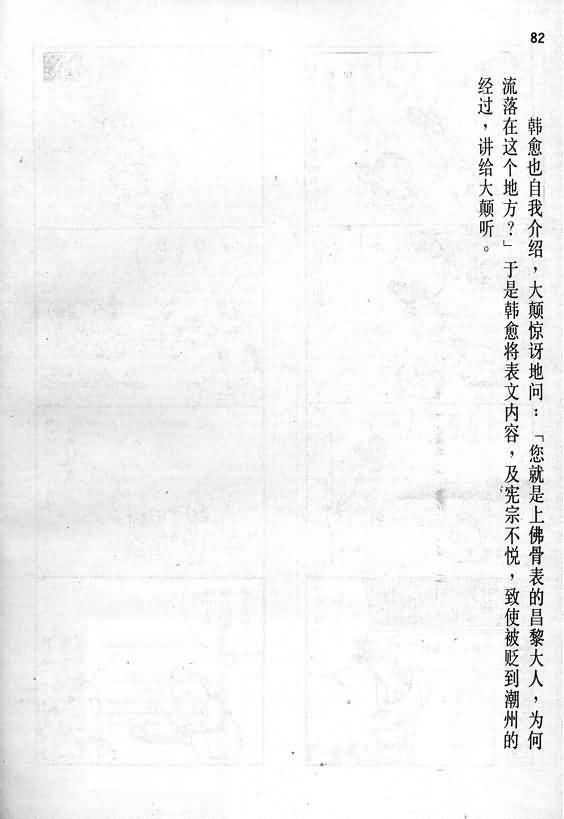 82
韩愈也自我介绍，大颠惊讶地问：「您就是上佛骨表的昌黎大人，为何
流落在这个地方？」于是韩愈将表文内容，及宪宗不悦，致使被贬到潮州的
经过，讲给大颠听。